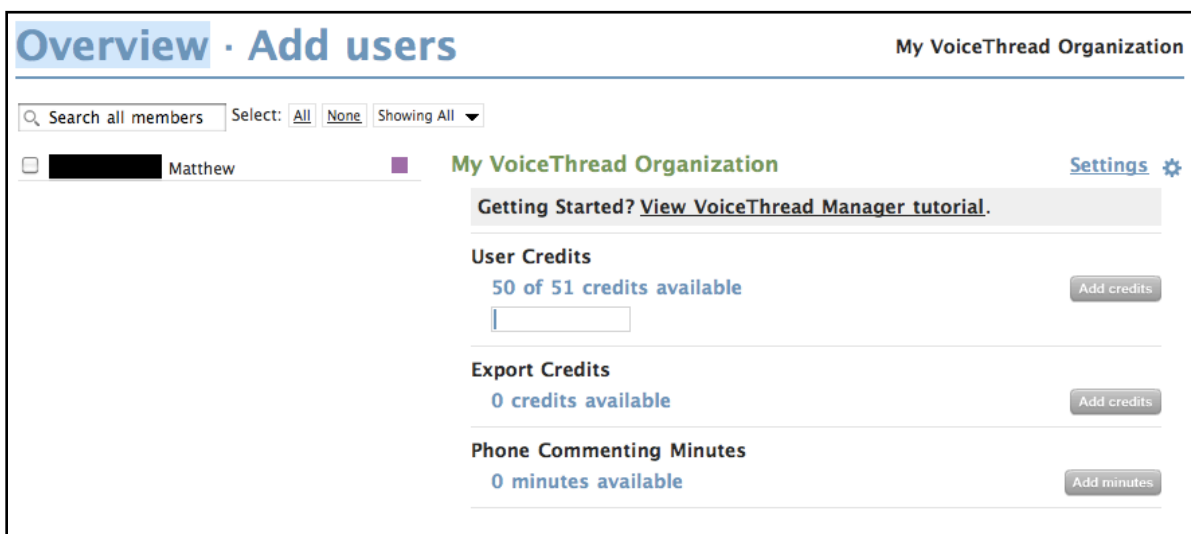 Overview · Add users
My VoiceThread Organization
Search all members Select: All None Showing All
Matthew
My VoiceThread Organization Settings
Getting Started? View VoiceThread Manager tutorial.
User Credits
50 of 51 credits available Add credits
Export Credits
0 credits available Add credits
Phone Commenting Minutes
0 minutes available Add minutes